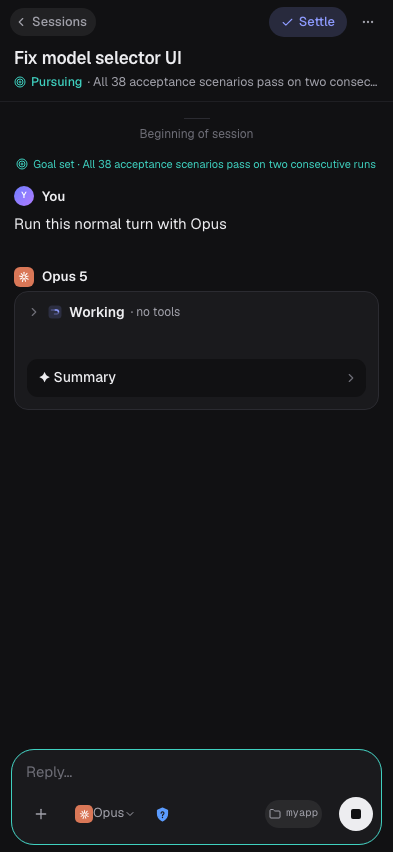 Sessions
Settle
Fix model selector UI
Pursuing · All 38 acceptance scenarios pass on two consec…
Beginning of session
Goal set · All 38 acceptance scenarios pass on two consecutive runs
Y You
Run this normal turn with Opus
Opus 5
Working · no tools
Summary
Reply…
Opus
?
myapp